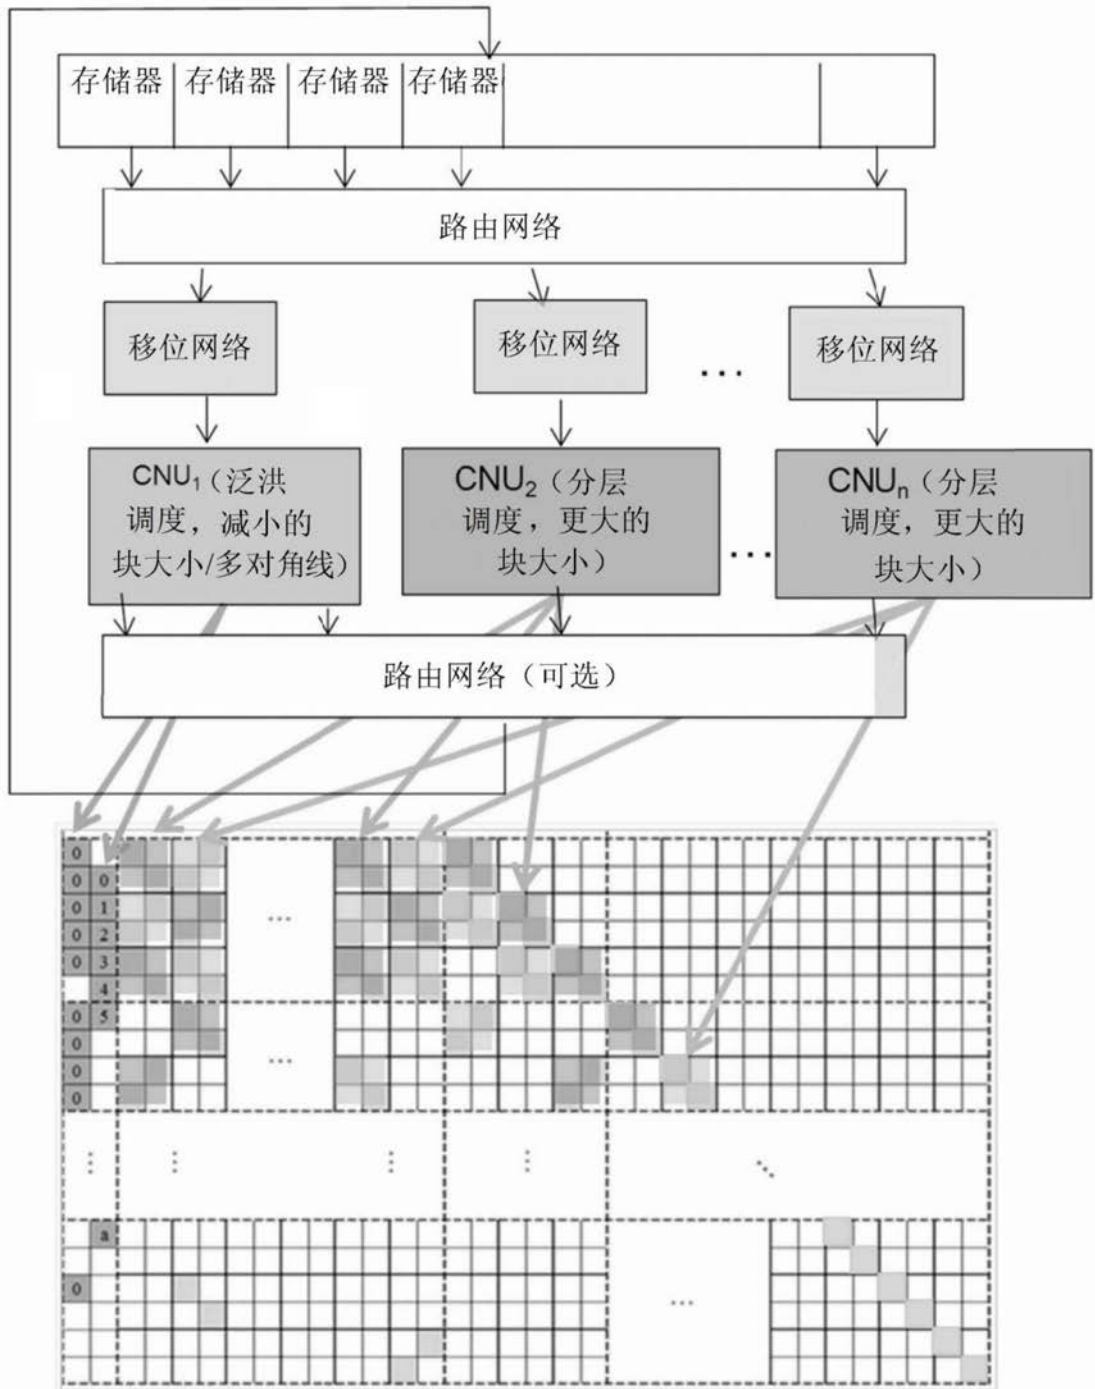 存储器 存储器 存储器 存储器
路由网络
移位网络 移位网络 ... 移位网络
CNU1（泛洪
调度，减小的
块大小/多对角线）
CNU2（分层
调度，更大的
块大小）
...
CNUn（分层
调度，更大的
块大小）
路由网络（可选）
0
0 0
0 1
0 2
0 3
4
0 5
0
0
0
a
0